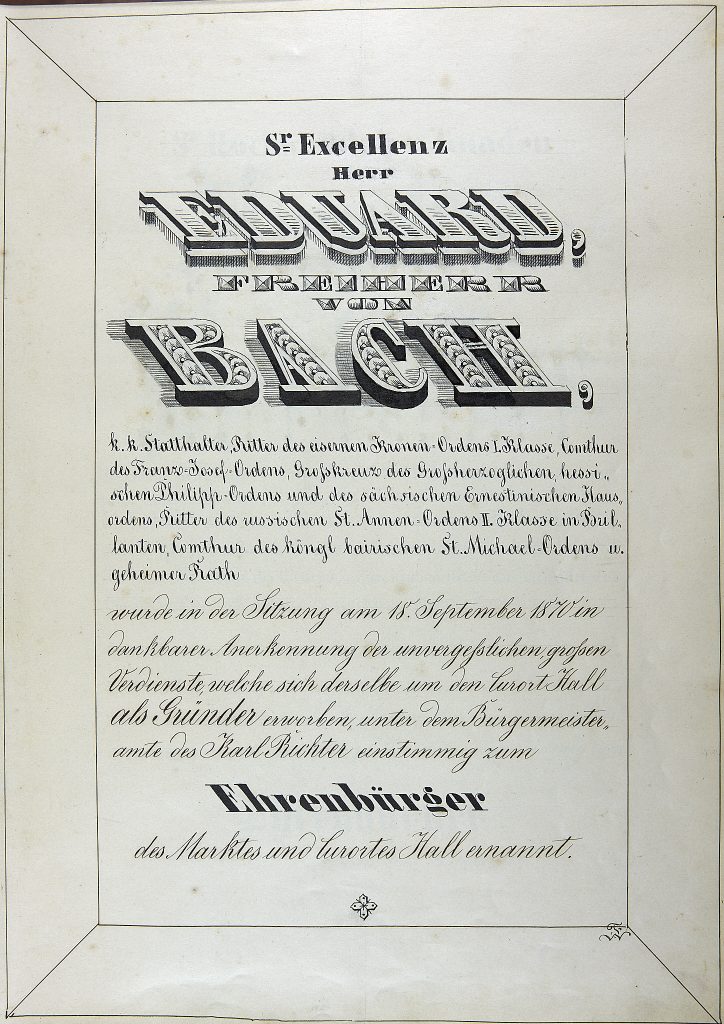 Sr Excellenz
Herr
EDUARD,
FREIHERR
VON
BACH,
k. k. Statthalter, Ritter des eisernen Kronen-Ordens I. Klasse, Comthur
des Franz-Josef-Ordens, Großkreuz des Großherzoglichen, hessi„
schen Philipp-Ordens und des sächsischen Ernestinischen Haus„
ordens, Ritter des russischen St. Annen-Ordens II. Klasse in Bril„
lanten, Comthur des köngl bairischen St. Michael-Ordens u.
geheimer Rath
wurde in der Sitzung am 18. September 1870 in
dankbarer Anerkennung der unvergeßlichen, großen
Verdienste, welche sich derselbe um den Curort Hall
als Gründer erworben, unter dem Bürgermeister„
amte des Karl Richter einstimmig zum
Ehrenbürger
des Marktes und Curortes Hall ernannt.